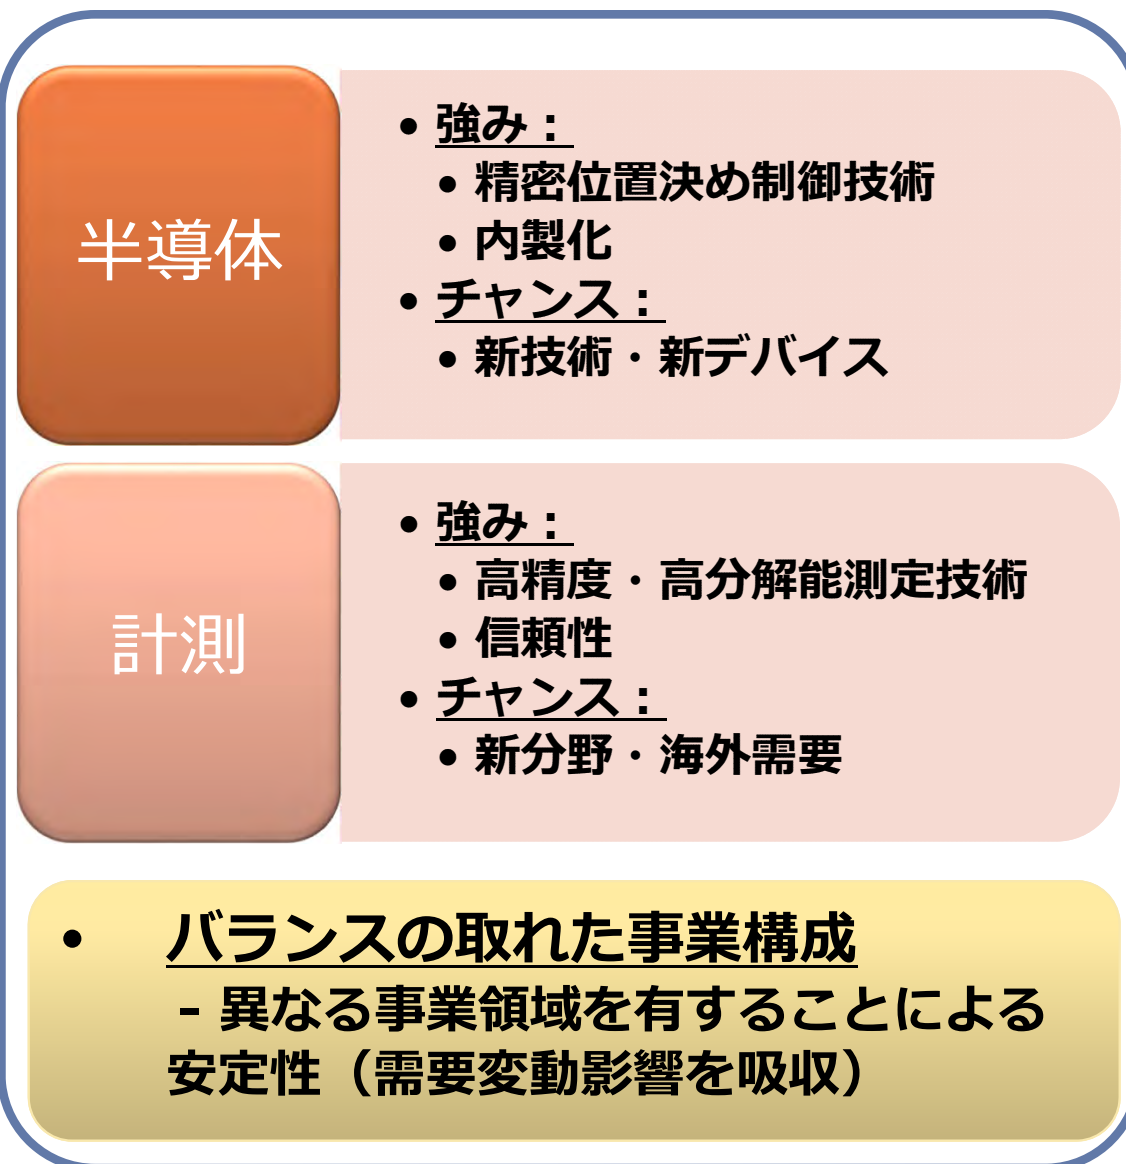 半導体
• 強み：
• 精密位置決め制御技術
• 内製化
• チャンス：
• 新技術・新デバイス
計測
• 強み：
• 高精度・高分解能測定技術
• 信頼性
• チャンス：
• 新分野・海外需要
• バランスの取れた事業構成
- 異なる事業領域を有することによる
安定性（需要変動影響を吸収）